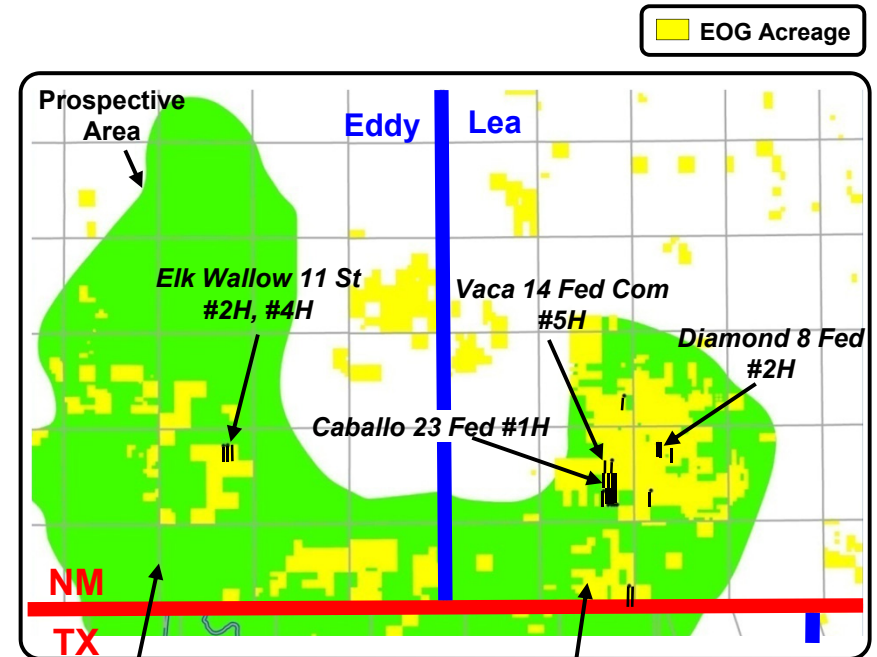 EOG Acreage
Prospective
Area
Eddy
Lea
Elk Wallow 11 St
#2H, #4H
Vaca 14 Fed Com
#5H
Diamond 8 Fed
#2H
Caballo 23 Fed #1H
NM
TX